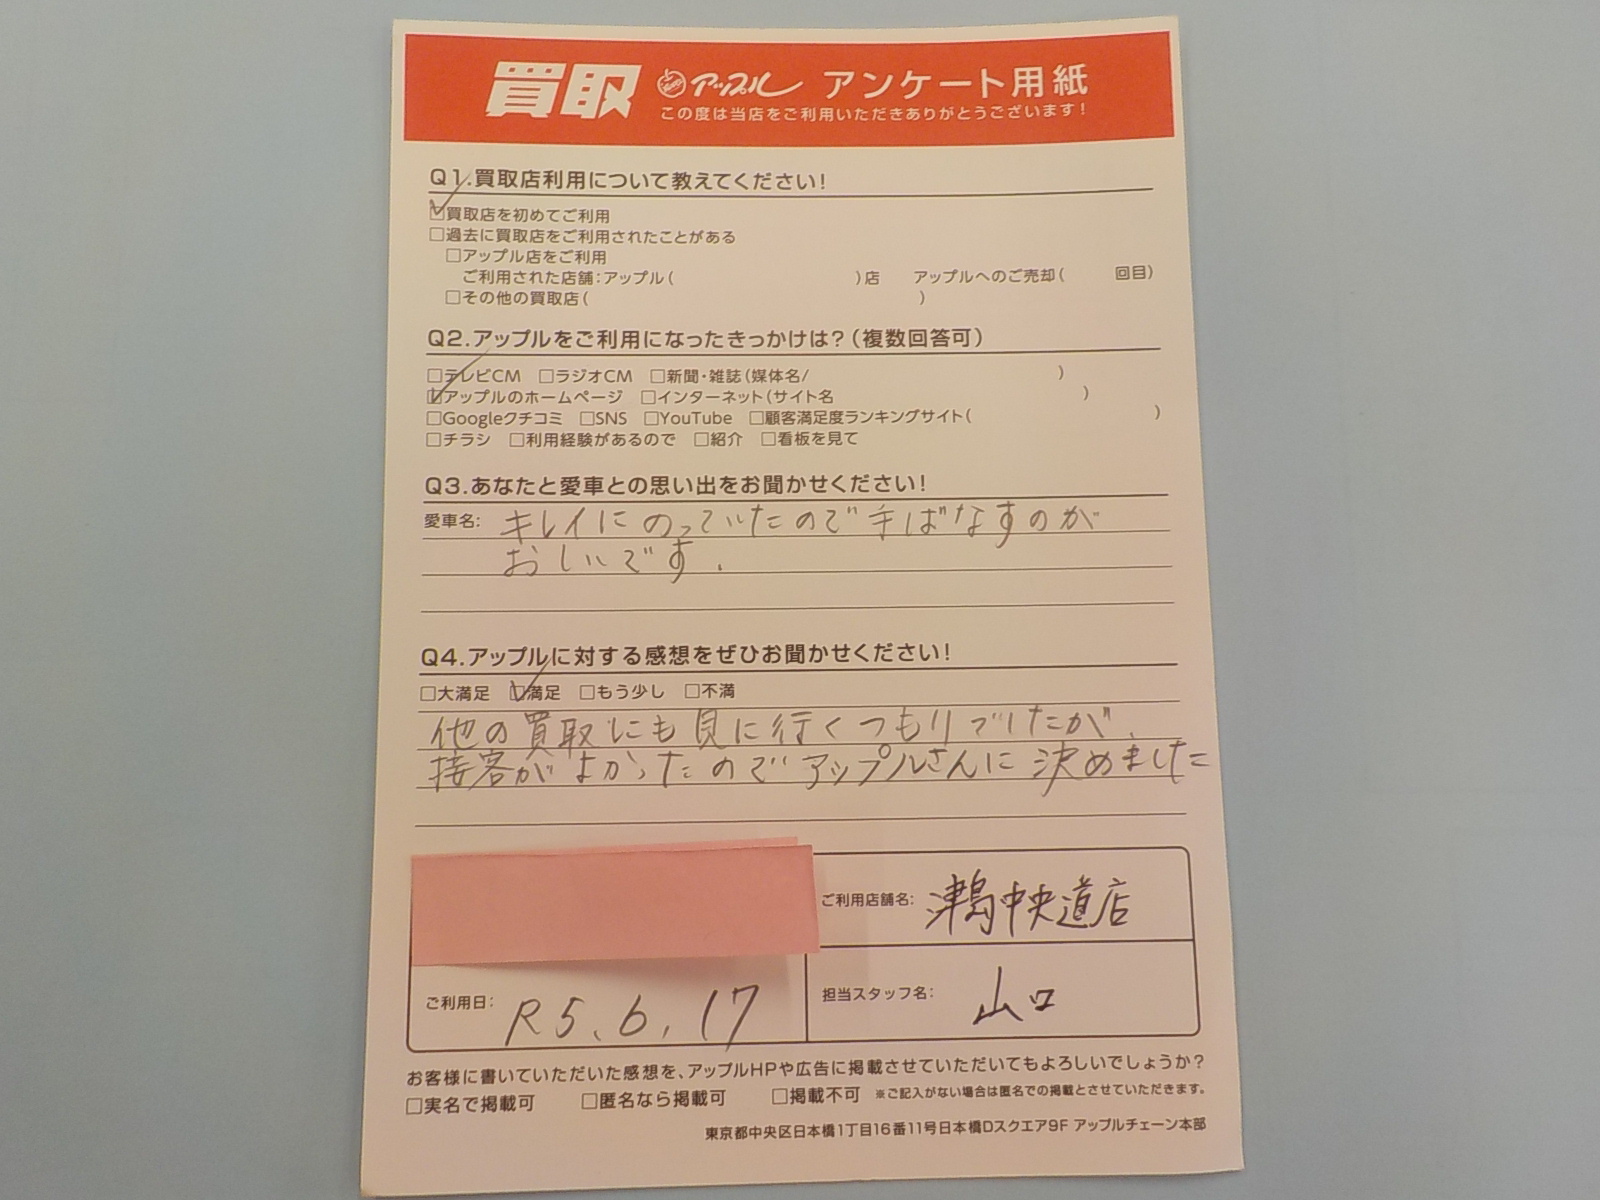 買取 アップル アンケート用紙
この度は当店をご利用いただきありがとうございます!
Q1.買取店利用について教えてください!
☑買取店を初めてご利用
□過去に買取店をご利用されたことがある
□アップル店をご利用
ご利用された店舗:アップル( )店 アップルへのご売却( 回目)
□その他の買取店( )
Q2.アップルをご利用になったきっかけは?(複数回答可)
□テレビCM □ラジオCM □新聞・雑誌(媒体名/ )
☑アップルのホームページ □インターネット(サイト名 )
□Googleクチコミ □SNS □YouTube □顧客満足度ランキングサイト( )
□チラシ □利用経験があるので □紹介 □看板を見て
Q3.あなたと愛車との思い出をお聞かせください!
愛車名: キレイにのっていたので手ばなすのが
おしいです.
Q4.アップルに対する感想をぜひお聞かせください!
□大満足 ☑満足 □もう少し □不満
他の買取にも見に行くつもりでしたが、
接客がよかったのでアップルさんに決めました
ご利用店舗名: 津島中央道店
ご利用日: R5.6.17
担当スタッフ名: 山口
お客様に書いていただいた感想を、アップルHPや広告に掲載させていただいてもよろしいでしょうか?
□実名で掲載可 □匿名なら掲載可 □掲載不可 ※ご記入がない場合は匿名での掲載とさせていただきます。
東京都中央区日本橋1丁目16番11号日本橋Dスクエア9F アップルチェーン本部